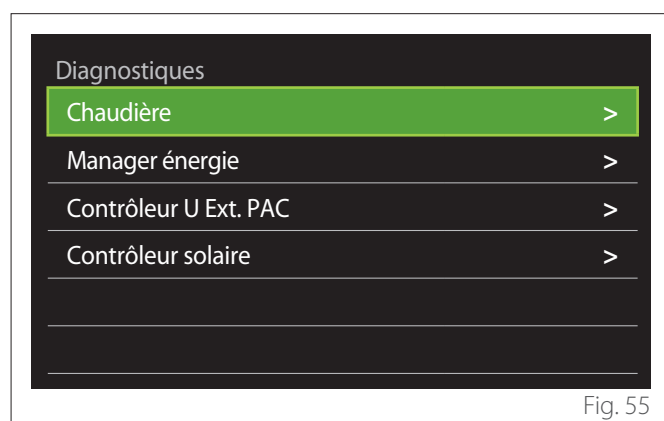 Diagnostiques
Chaudière >
Manager énergie >
Contrôleur U Ext. PAC >
Contrôleur solaire >
Fig. 55